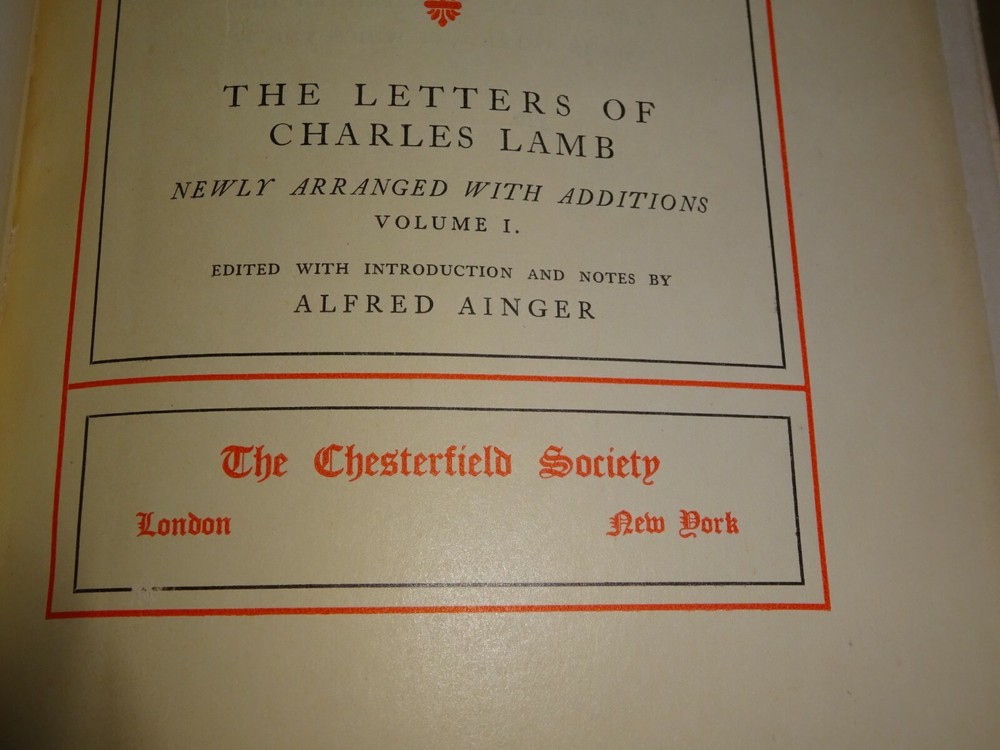 THE LETTERS OF
CHARLES LAMB
NEWLY ARRANGED WITH ADDITIONS
VOLUME I.
EDITED WITH INTRODUCTION AND NOTES BY
ALFRED AINGER
The Chesterfield Society
London New York